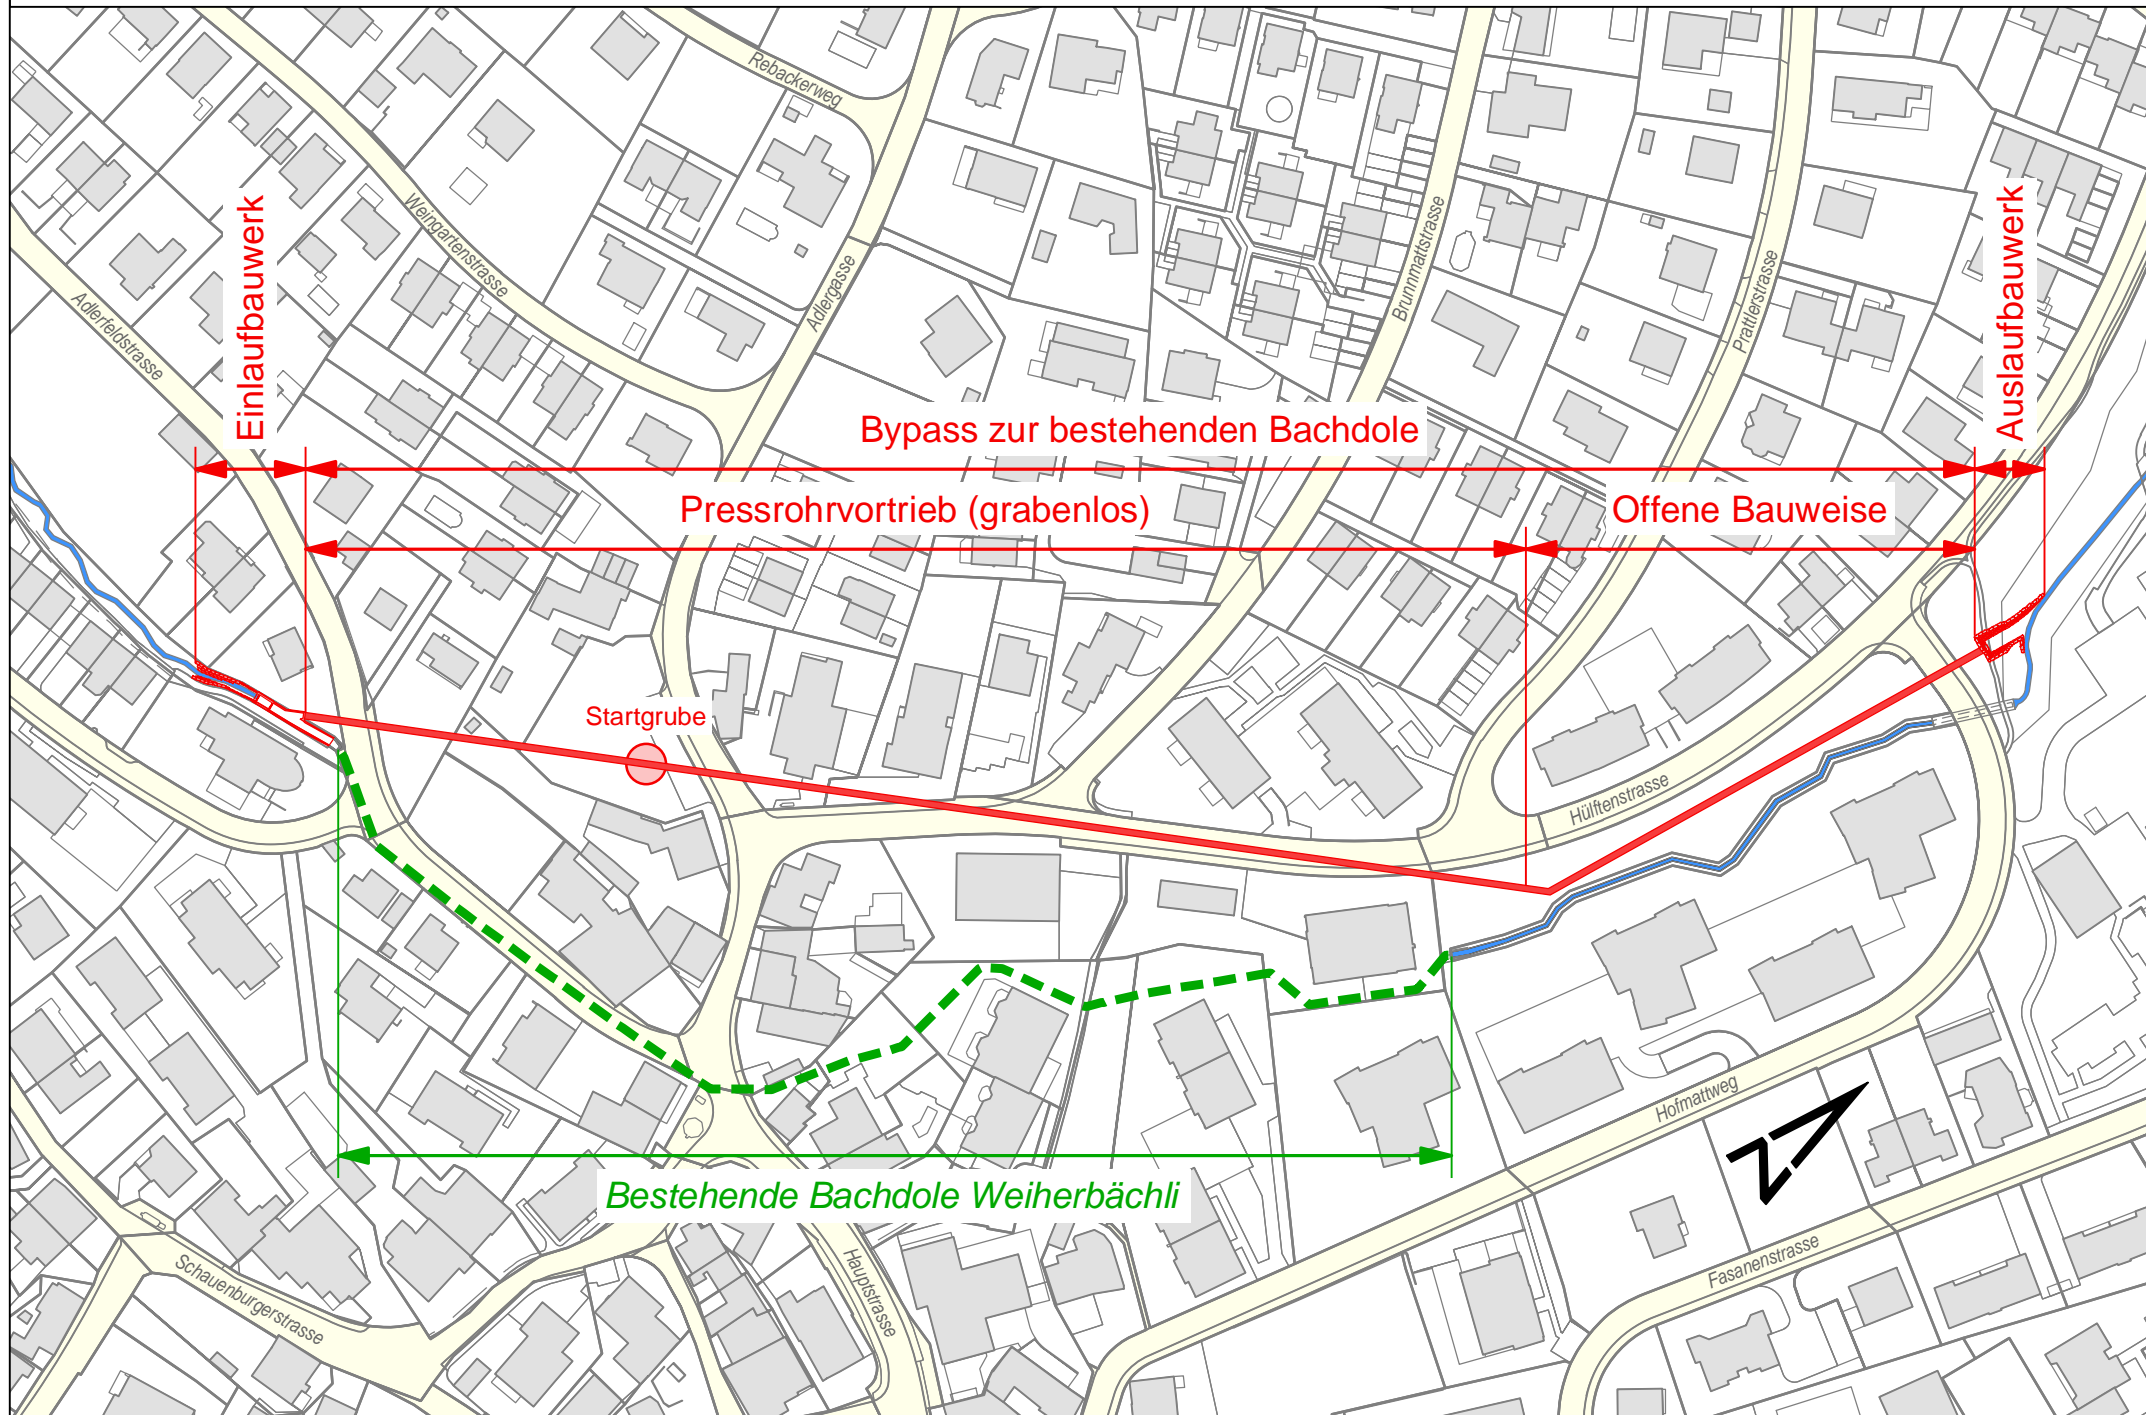 Rebackerweg
Weingartenstrasse
Adlerfeldstrasse
Einlaufbauwerk
Adlergasse
Brunnmattstrasse
Prattlerstrasse
Auslaufbauwerk
Bypass zur bestehenden Bachdole
Pressrohrvortrieb (grabenlos)
Offene Bauweise
Startgrube
Hülftenstrasse
Hofmattweg
Bestehende Bachdole Weiherbächli
Schauenburgerstrasse
Hauptstrasse
Fasanenstrasse